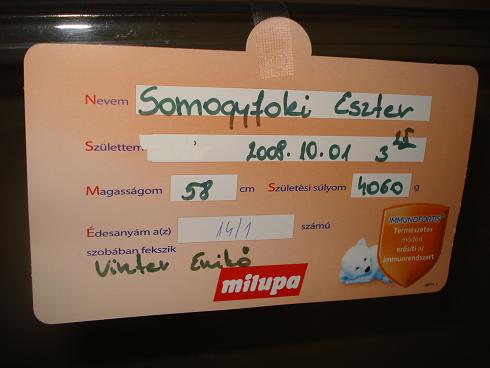 Nevem Somogyfoki Eszter
Születtem 2008.10.01 3 15
Magasságom 58 cm Születési súlyom 4060 g
Édesanyám a(z) 14/1 számú
szobában fekszik
Vinter Enikő
milupa
IMMUNOFORTIS
Természetes
módon
erősíti az
immunrendszert